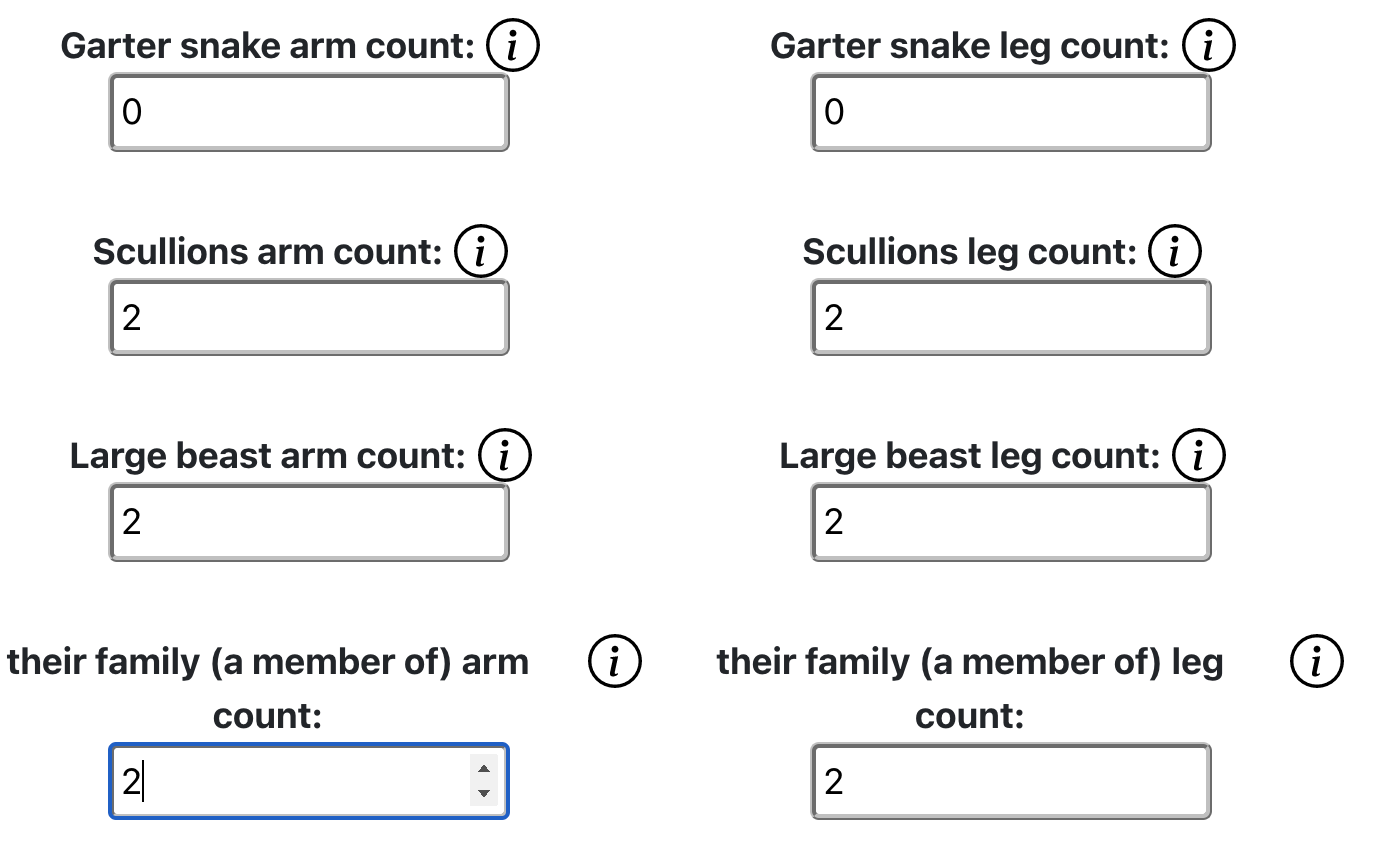 Garter snake arm count: i
Garter snake leg count: i
0
0
Scullions arm count: i
Scullions leg count: i
2
2
Large beast arm count: i
Large beast leg count: i
2
2
their family (a member of) arm count: i
their family (a member of) leg count: i
2
2